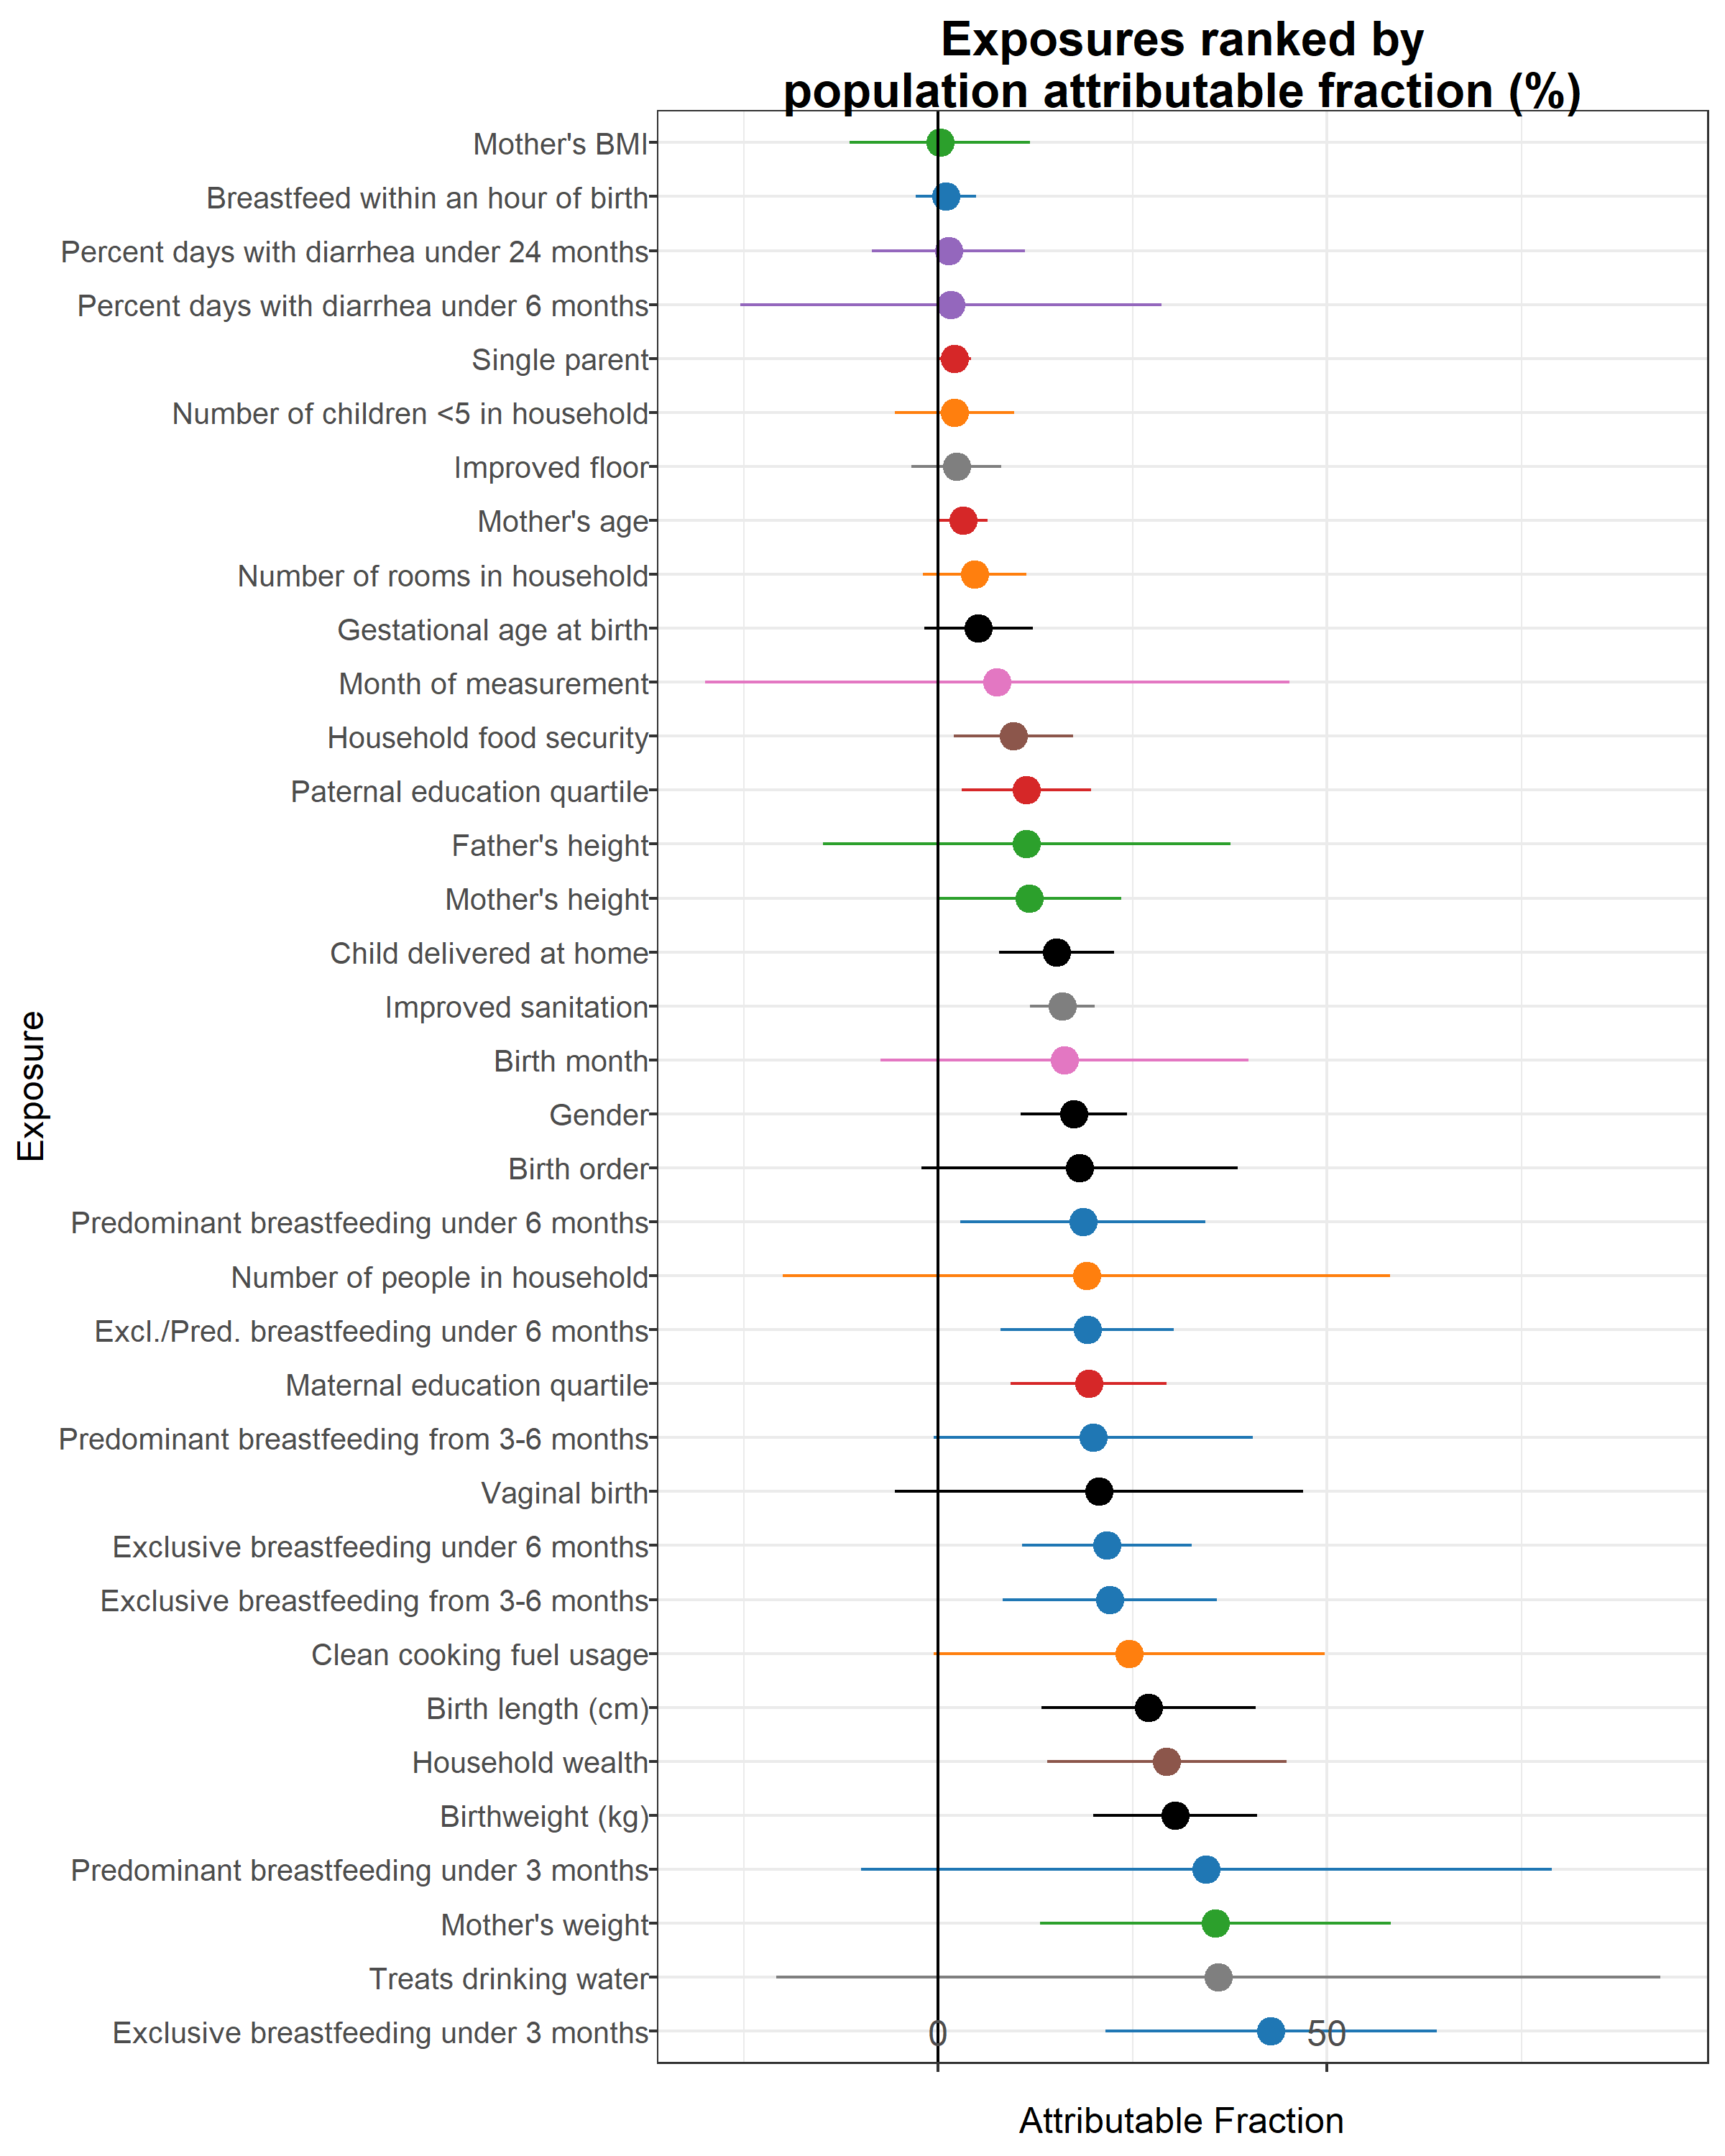 Exposures ranked by
population attributable fraction (%)
Mother's BMI
Breastfeed within an hour of birth
Percent days with diarrhea under 24 months
Percent days with diarrhea under 6 months
Single parent
Number of children <5 in household
Improved floor
Mother's age
Number of rooms in household
Gestational age at birth
Month of measurement
Household food security
Paternal education quartile
Father's height
Mother's height
Child delivered at home
Improved sanitation
Birth month
Gender
Birth order
Predominant breastfeeding under 6 months
Number of people in household
Excl./Pred. breastfeeding under 6 months
Maternal education quartile
Predominant breastfeeding from 3-6 months
Vaginal birth
Exclusive breastfeeding under 6 months
Exclusive breastfeeding from 3-6 months
Clean cooking fuel usage
Birth length (cm)
Household wealth
Birthweight (kg)
Predominant breastfeeding under 3 months
Mother's weight
Treats drinking water
Exclusive breastfeeding under 3 months
Exposure
0
50
Attributable Fraction